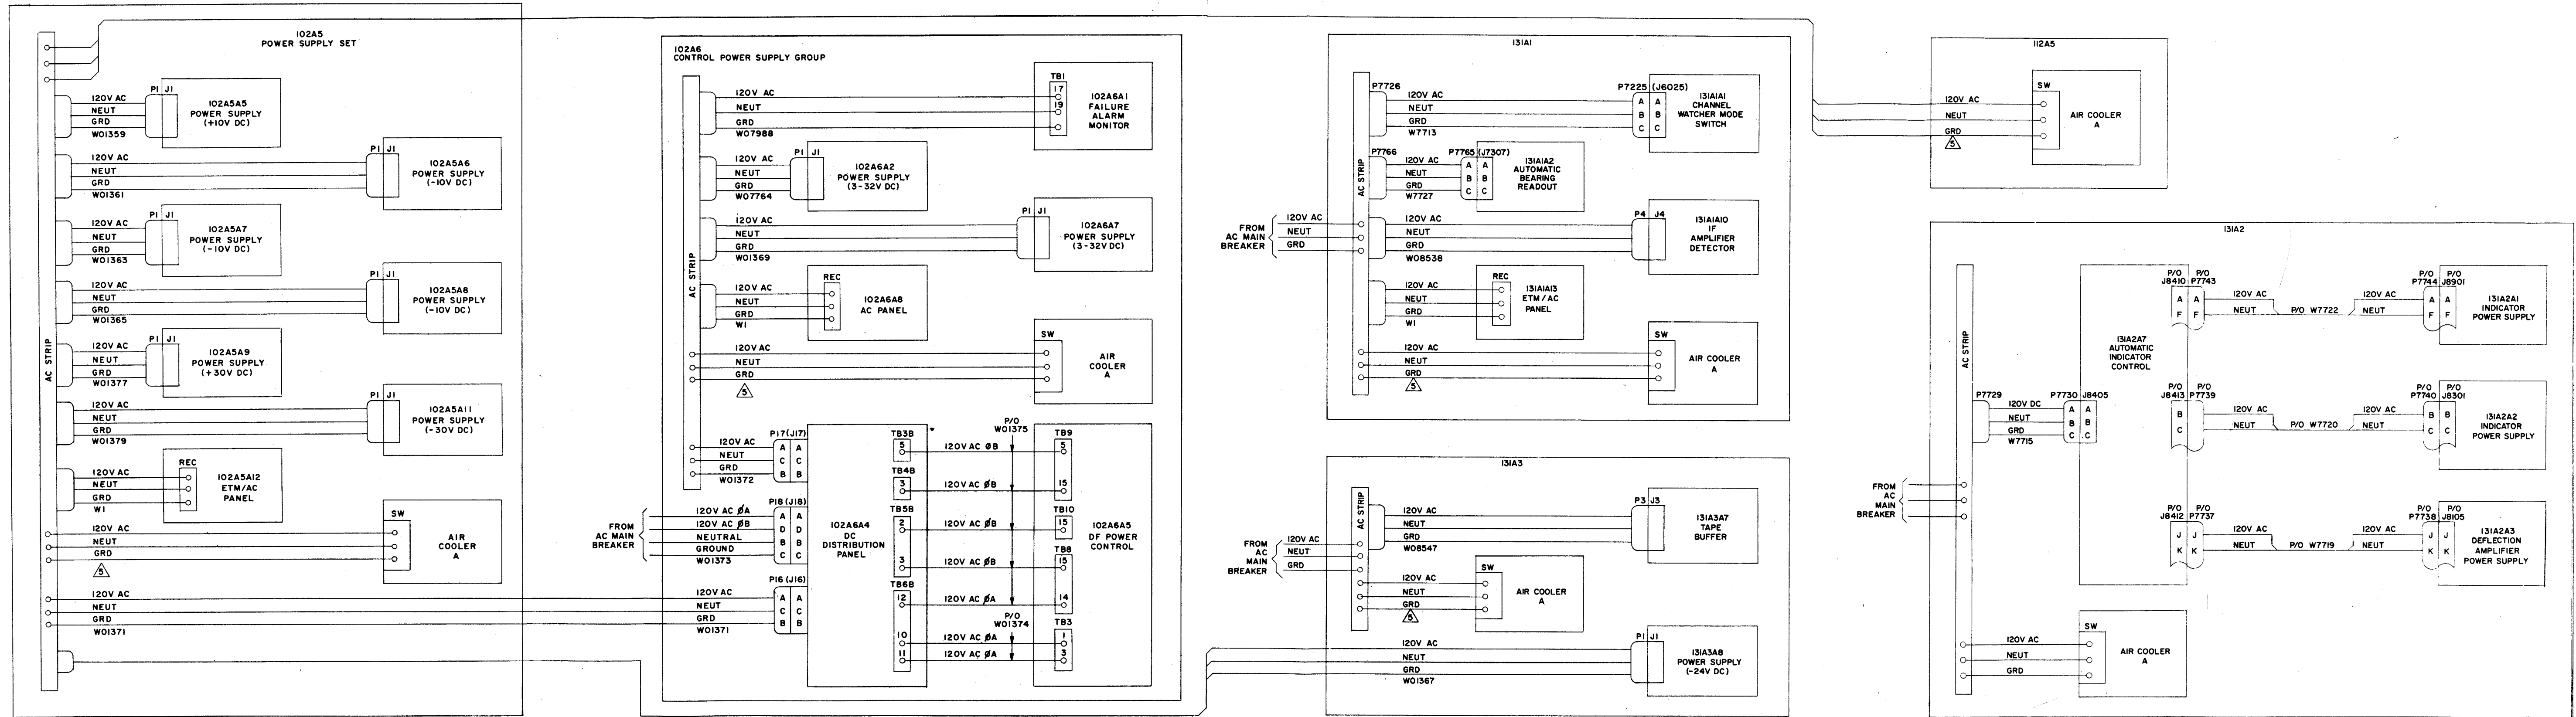 102A5
POWER SUPPLY SET
AC STRIP
120V AC
NEUT
GRD
W01359
P1 J1
102A5A5
POWER SUPPLY
(+10V DC)
120V AC
NEUT
GRD
W01361
P1 J1
102A5A6
POWER SUPPLY
(-10V DC)
120V AC
NEUT
GRD
W01363
P1 J1
102A5A7
POWER SUPPLY
(-10V DC)
120V AC
NEUT
GRD
W01365
P1 J1
102A5A8
POWER SUPPLY
(-10V DC)
120V AC
NEUT
GRD
W01377
P1 J1
102A5A9
POWER SUPPLY
(+30V DC)
120V AC
NEUT
GRD
W01379
P1 J1
102A5A11
POWER SUPPLY
(-30V DC)
120V AC
NEUT
GRD
W1
REC
102A5A12
ETM/AC
PANEL
120V AC
NEUT
GRD
5
SW
AIR
COOLER
A
120V AC
NEUT
GRD
W01371
102A6
CONTROL POWER SUPPLY GROUP
AC STRIP
120V AC
NEUT
GRD
W07988
TB1
17
19
102A6A1
FAILURE
ALARM
MONITOR
120V AC
NEUT
GRD
W07764
P1 J1
102A6A2
POWER SUPPLY
(3-32V DC)
120V AC
NEUT
GRD
W01369
P1 J1
102A6A7
POWER SUPPLY
(3-32V DC)
120V AC
NEUT
GRD
W1
REC
102A6A8
AC PANEL
120V AC
NEUT
GRD
5
SW
AIR
COOLER
A
120V AC
NEUT
GRD
W01372
P17 (J17)
A A
C C
B B
FROM
AC MAIN
BREAKER
120V AC ØA
120V AC ØB
NEUTRAL
GROUND
W01373
P18 (J18)
A A
D D
B B
C C
120V AC
NEUT
GRD
W01371
P16 (J16)
A A
C C
B B
102A6A4
DC
DISTRIBUTION
PANEL
TB3B
5
TB4B
3
TB5B
2
3
TB6B
12
10
11
120V AC ØB
120V AC ØB
120V AC ØB
120V AC ØB
120V AC ØA
120V AC ØA
120V AC ØA
P/O
W01375
P/O
W01374
TB9
5
15
TB10
15
TB8
15
14
TB3
1
3
102A6A5
DF POWER
CONTROL
131A1
AC STRIP
P7726
120V AC
NEUT
GRD
W7713
P7225 (J6025)
A A
B B
C C
131A1A1
CHANNEL
WATCHER MODE
SWITCH
P7766
120V AC
NEUT
GRD
W7727
P7765 (J7307)
A A
B B
C C
131A1A2
AUTOMATIC
BEARING
READOUT
FROM
AC MAIN
BREAKER
120V AC
NEUT
GRD
120V AC
NEUT
GRD
W08538
P4 J4
131A1A10
IF
AMPLIFIER
DETECTOR
120V AC
NEUT
GRD
W1
REC
131A1A13
ETM/AC
PANEL
120V AC
NEUT
GRD
5
SW
AIR COOLER
A
131A3
AC STRIP
120V AC
NEUT
GRD
W08547
P3 J3
131A3A7
TAPE
BUFFER
FROM
AC
MAIN
BREAKER
120V AC
NEUT
GRD
120V AC
NEUT
GRD
5
SW
AIR COOLER
A
120V AC
NEUT
GRD
W01367
P1 J1
131A3A8
POWER SUPPLY
(-24V DC)
112A5
120V AC
NEUT
GRD
5
SW
AIR COOLER
A
131A2
AC STRIP
FROM
AC
MAIN
BREAKER
P7729
120V DC
NEUT
GRD
W7715
P7730 J8405
A A
B B
C C
131A2A7
AUTOMATIC
INDICATOR
CONTROL
P/O P/O
J8410 P7743
A A
F F
120V AC
NEUT
P/O W7722
120V AC
NEUT
P/O P/O
P7744 J8901
A A
F F
131A2A1
INDICATOR
POWER SUPPLY
P/O P/O
J8413 P7739
B B
C C
120V AC
NEUT
P/O W7720
120V AC
NEUT
P/O P/O
P7740 J8301
B B
C C
131A2A2
INDICATOR
POWER SUPPLY
P/O P/O
J8412 P7737
J J
K K
120V AC
NEUT
P/O W7719
120V AC
NEUT
P/O P/O
P7738 J8105
J J
K K
131A2A3
DEFLECTION
AMPLIFIER
POWER SUPPLY
120V AC
NEUT
GRD
SW
AIR COOLER
A